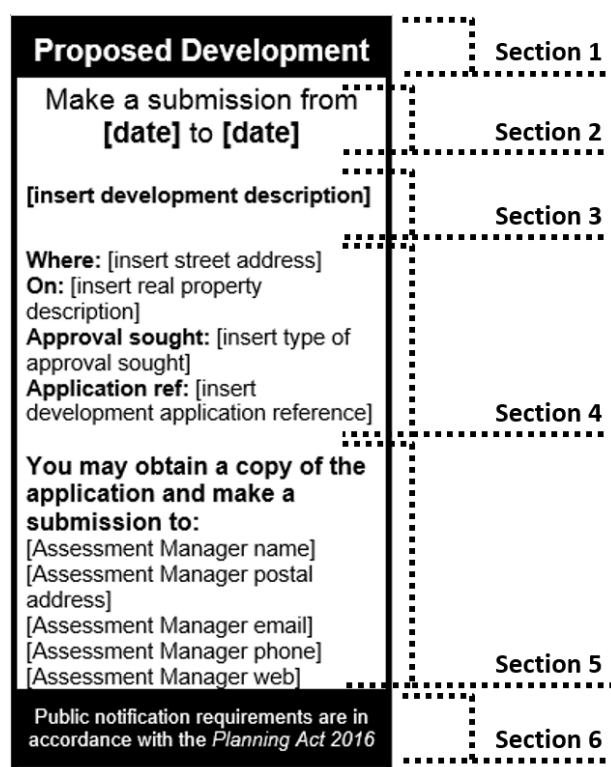 Proposed Development
Section 1
Make a submission from
[date] to [date]
Section 2
[insert development description]
Section 3
Where: [insert street address]
On: [insert real property
description]
Approval sought: [insert type of
approval sought]
Application ref: [insert
development application reference]
Section 4
You may obtain a copy of the
application and make a
submission to:
[Assessment Manager name]
[Assessment Manager postal
address]
[Assessment Manager email]
[Assessment Manager phone]
[Assessment Manager web]
Section 5
Public notification requirements are in
accordance with the Planning Act 2016
Section 6